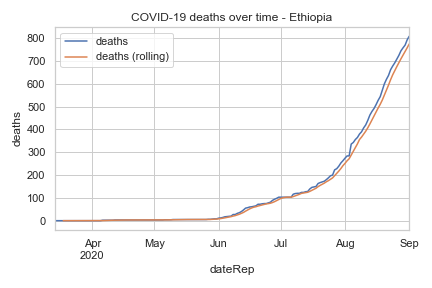 COVID-19 deaths over time - Ethiopia
deaths
deaths (rolling)
800
700
600
500
400
300
200
100
0
deaths
Apr
2020
May
Jun
Jul
Aug
Sep
dateRep